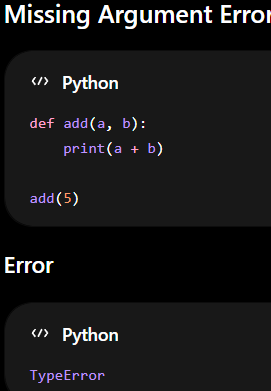 Missing Argument Error
</> Python
def add(a, b):
    print(a + b)
add(5)
Error
</> Python
TypeError